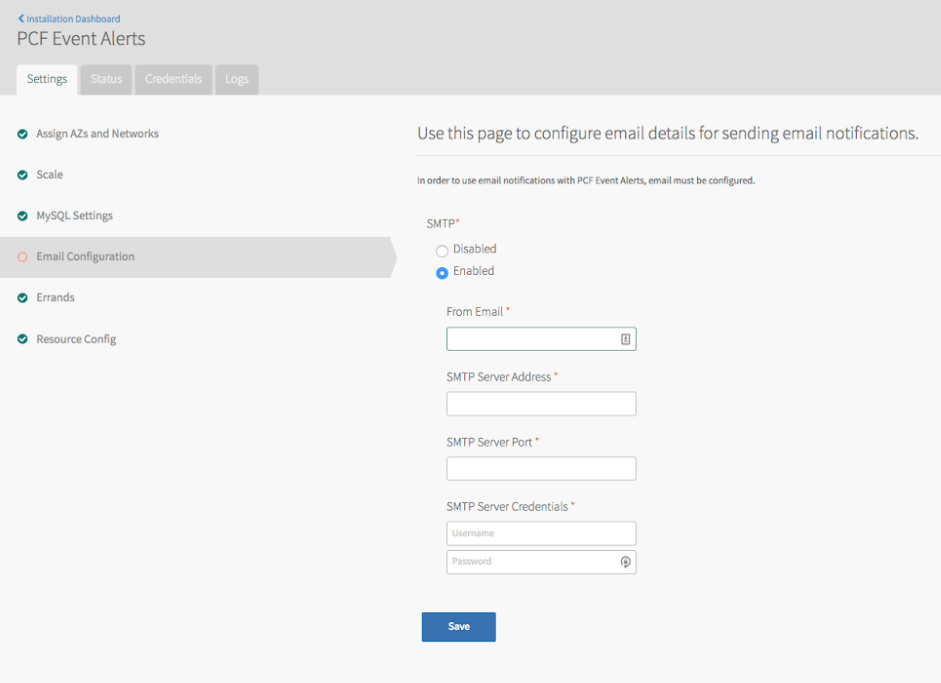 Installation Dashboard
PCF Event Alerts
Settings Status Credentials Logs
Assign AZs and Networks
Scale
MySQL Settings
Email Configuration
Errands
Resource Config
Use this page to configure email details for sending email notifications.
In order to use email notifications with PCF Event Alerts, email must be configured.
SMTP*
Disabled
Enabled
From Email *
SMTP Server Address *
SMTP Server Port *
SMTP Server Credentials *
Username
Password
Save